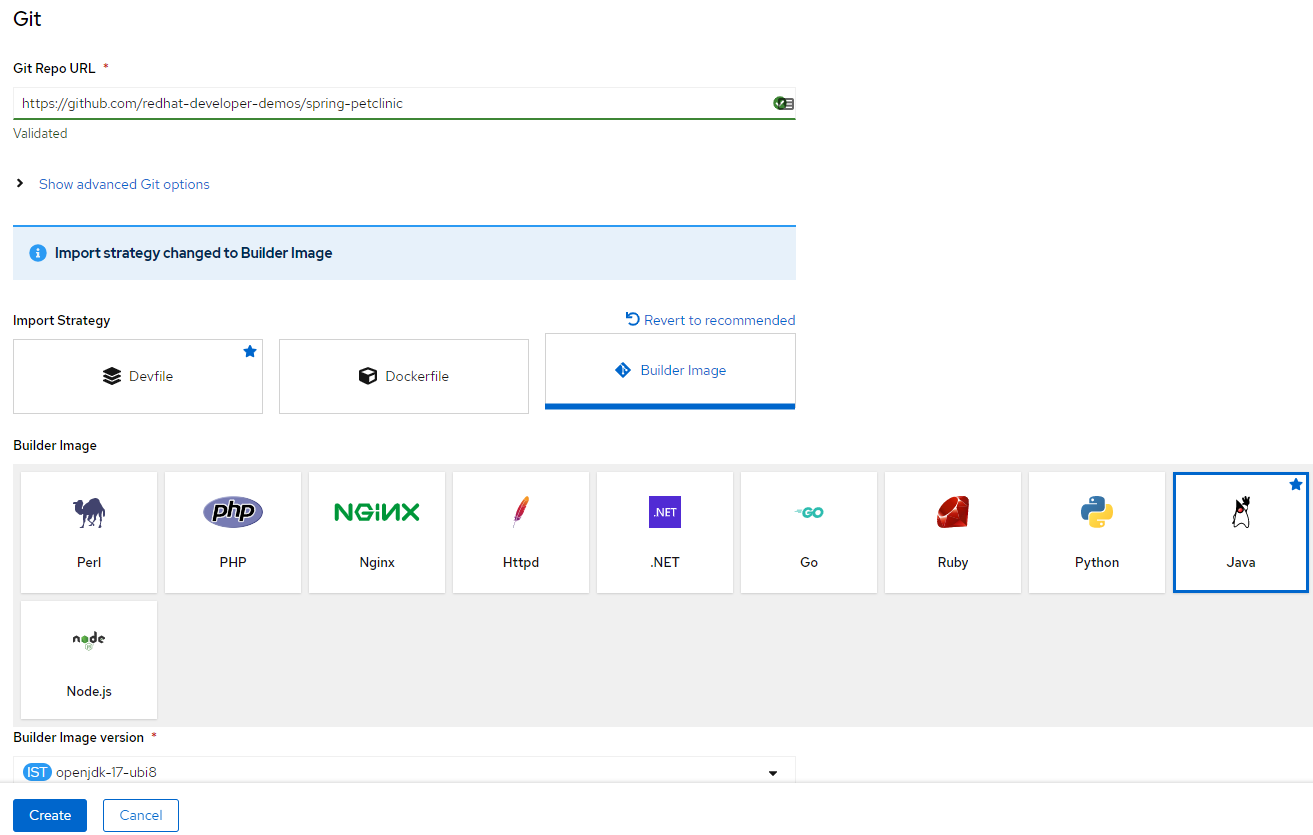 Git
Git Repo URL *
https://github.com/redhat-developer-demos/spring-petclinic
Validated
Show advanced Git options
Import strategy changed to Builder Image
Import Strategy
Revert to recommended
Devfile
Dockerfile
Builder Image
Builder Image
php
NGINX
.NET
GO
Perl
PHP
Nginx
Httpd
.NET
Go
Ruby
Python
Java
node
Node.js
Builder Image version *
IST openjdk-17-ubi8
Create
Cancel